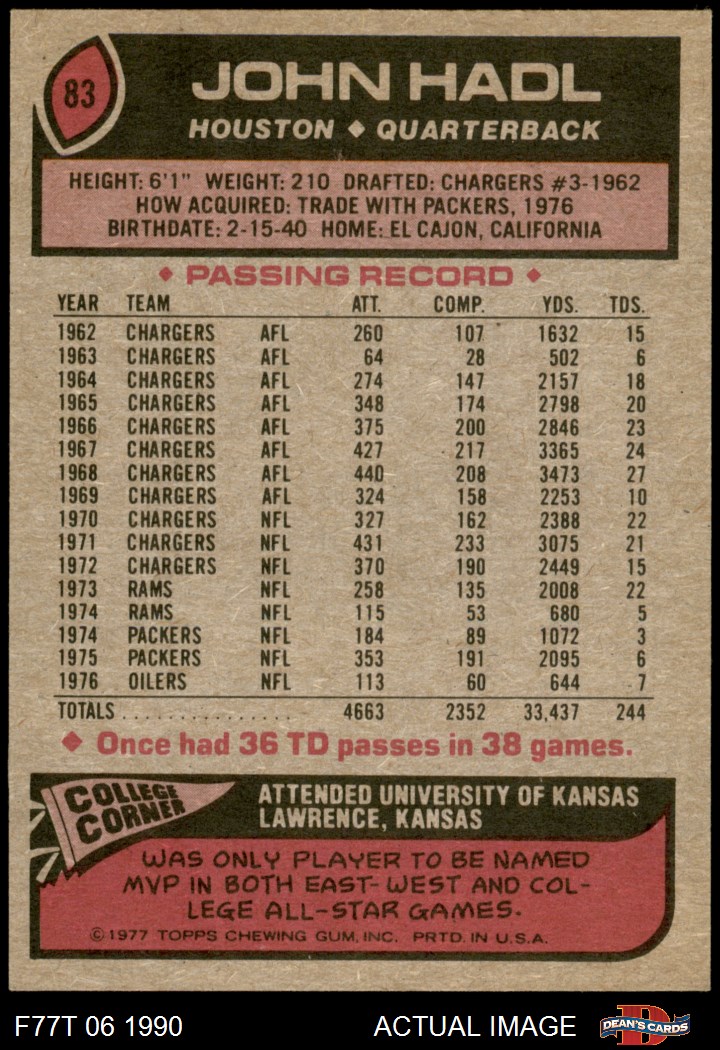 83
JOHN HADL
HOUSTON ♦ QUARTERBACK
HEIGHT: 6'1" WEIGHT: 210 DRAFTED: CHARGERS #3-1962
HOW ACQUIRED: TRADE WITH PACKERS, 1976
BIRTHDATE: 2-15-40 HOME: EL CAJON, CALIFORNIA
♦ PASSING RECORD ♦
YEAR TEAM ATT. COMP. YDS. TDS.
1962 CHARGERS AFL 260 107 1632 15
1963 CHARGERS AFL 64 28 502 6
1964 CHARGERS AFL 274 147 2157 18
1965 CHARGERS AFL 348 174 2798 20
1966 CHARGERS AFL 375 200 2846 23
1967 CHARGERS AFL 427 217 3365 24
1968 CHARGERS AFL 440 208 3473 27
1969 CHARGERS AFL 324 158 2253 10
1970 CHARGERS NFL 327 162 2388 22
1971 CHARGERS NFL 431 233 3075 21
1972 CHARGERS NFL 370 190 2449 15
1973 RAMS NFL 258 135 2008 22
1974 RAMS NFL 115 53 680 5
1974 PACKERS NFL 184 89 1072 3
1975 PACKERS NFL 353 191 2095 6
1976 OILERS NFL 113 60 644 7
TOTALS ................ 4663 2352 33,437 244
♦ Once had 36 TD passes in 38 games.
COLLEGE
CORNER
ATTENDED UNIVERSITY OF KANSAS
LAWRENCE, KANSAS
WAS ONLY PLAYER TO BE NAMED
MVP IN BOTH EAST-WEST AND COL-
LEGE ALL-STAR GAMES.
©1977 TOPPS CHEWING GUM, INC. PRTD. IN U.S.A.
F77T 06 1990 ACTUAL IMAGE D DEAN'S CARDS